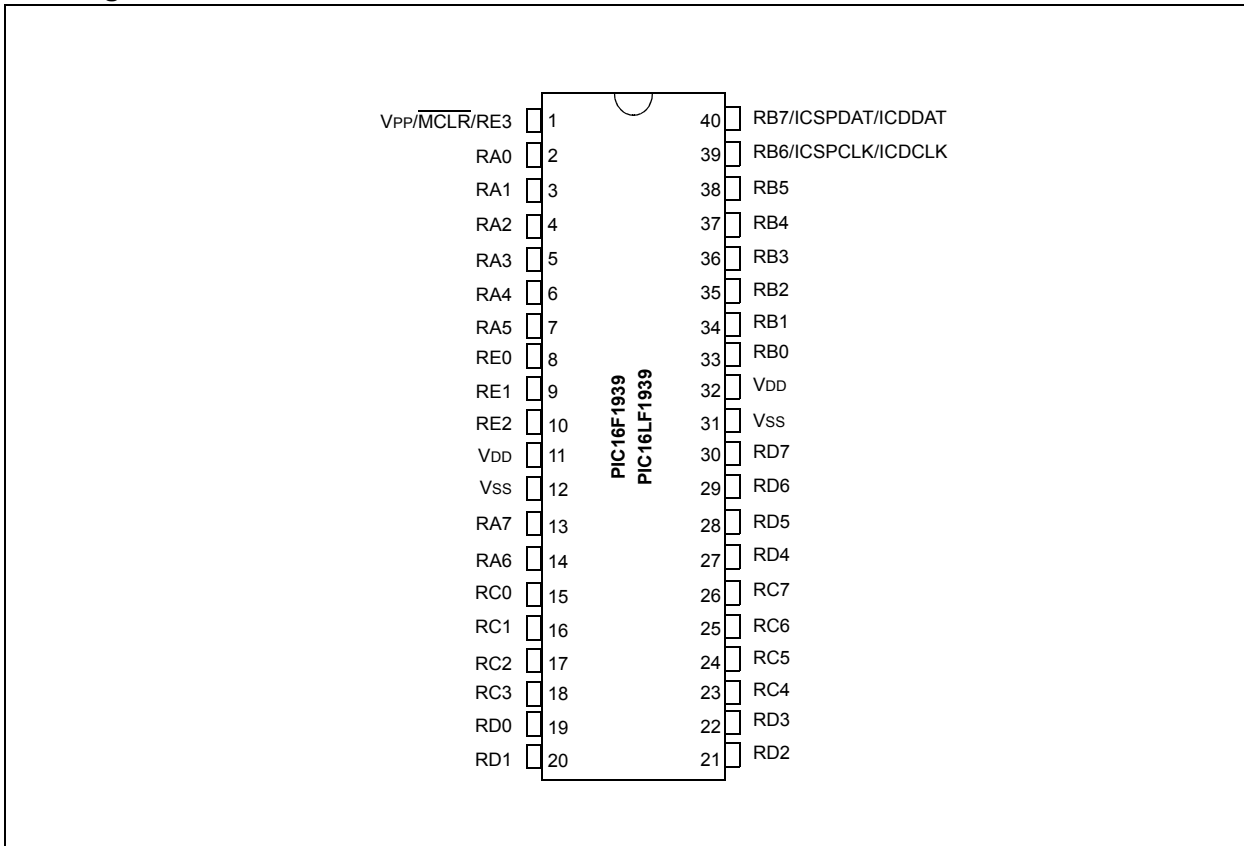 VPP/MCLR/RE3 1
RA0 2
RA1 3
RA2 4
RA3 5
RA4 6
RA5 7
RE0 8
RE1 9
RE2 10
VDD 11
VSS 12
RA7 13
RA6 14
RC0 15
RC1 16
RC2 17
RC3 18
RD0 19
RD1 20
PIC16F1939
PIC16LF1939
40 RB7/ICSPDAT/ICDDAT
39 RB6/ICSPCLK/ICDCLK
38 RB5
37 RB4
36 RB3
35 RB2
34 RB1
33 RB0
32 VDD
31 VSS
30 RD7
29 RD6
28 RD5
27 RD4
26 RC7
25 RC6
24 RC5
23 RC4
22 RD3
21 RD2